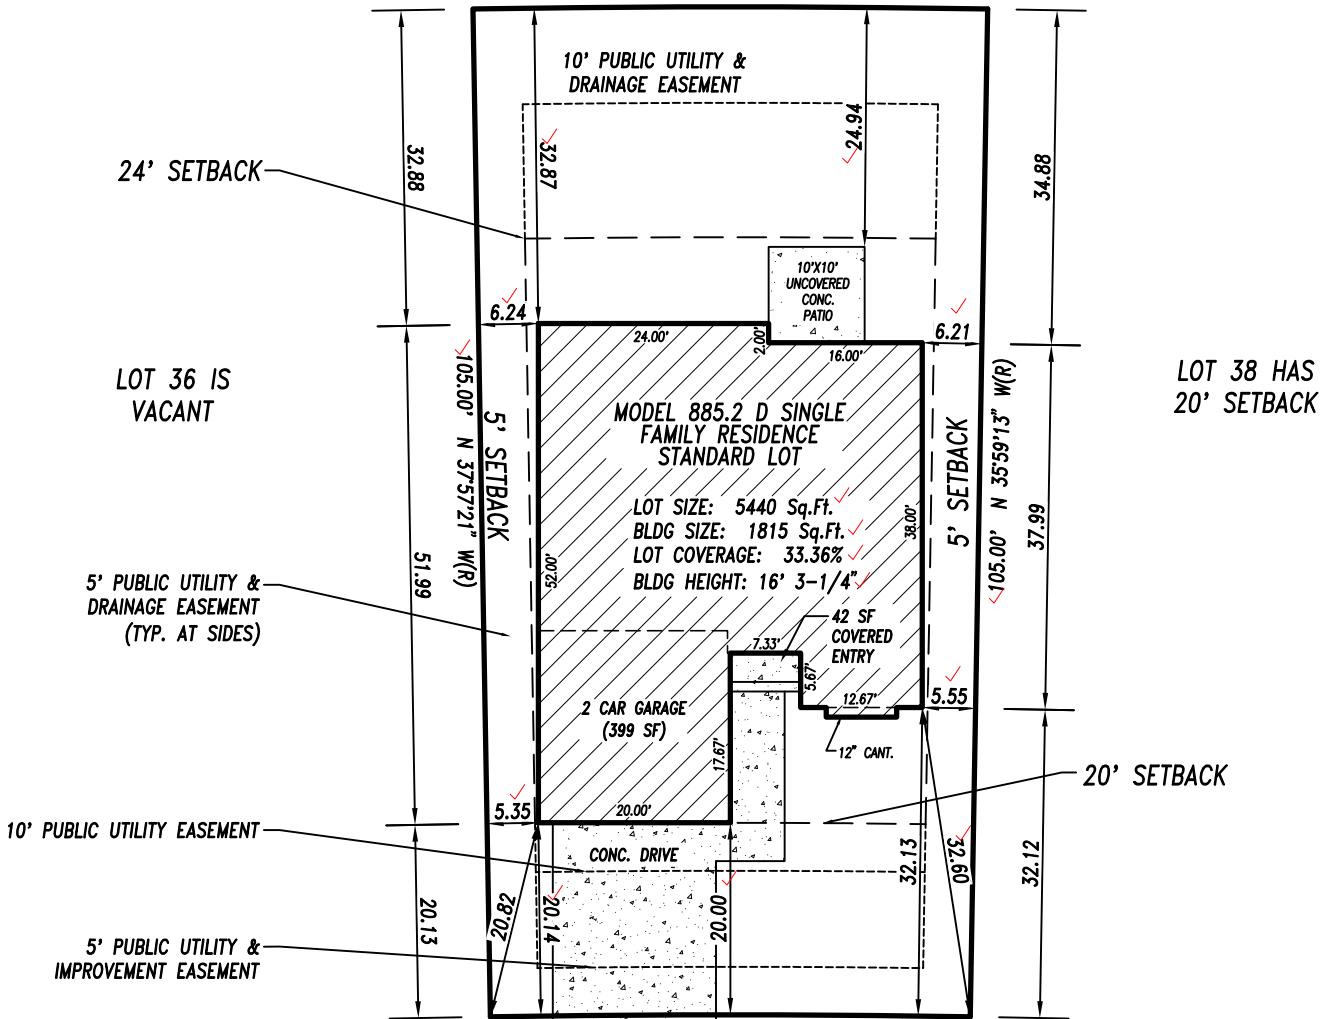 10' PUBLIC UTILITY &
DRAINAGE EASEMENT
32.88
32.87
24.94
34.88
24' SETBACK
10'X10'
UNCOVERED
CONC.
PATIO
6.24
6.21
24.00'
2.00'
16.00'
LOT 36 IS
VACANT
LOT 38 HAS
20' SETBACK
105.00' N 37°57'21" W(R)
5' SETBACK
MODEL 885.2 D SINGLE
FAMILY RESIDENCE
STANDARD LOT
LOT SIZE: 5440 Sq.Ft.
BLDG SIZE: 1815 Sq.Ft.
LOT COVERAGE: 33.36%
BLDG HEIGHT: 16' 3-1/4"
5' SETBACK
105.00' N 35°59'13" W(R)
38.00'
37.99
51.99
52.00'
5' PUBLIC UTILITY &
DRAINAGE EASEMENT
(TYP. AT SIDES)
42 SF
COVERED
ENTRY
7.33'
5.67'
12.67'
5.55
2 CAR GARAGE
(399 SF)
17.67'
12" CANT.
20' SETBACK
5.35
20.00'
10' PUBLIC UTILITY EASEMENT
CONC. DRIVE
32.13
32.60
32.12
20.13
20.82
20.14
20.00
5' PUBLIC UTILITY &
IMPROVEMENT EASEMENT